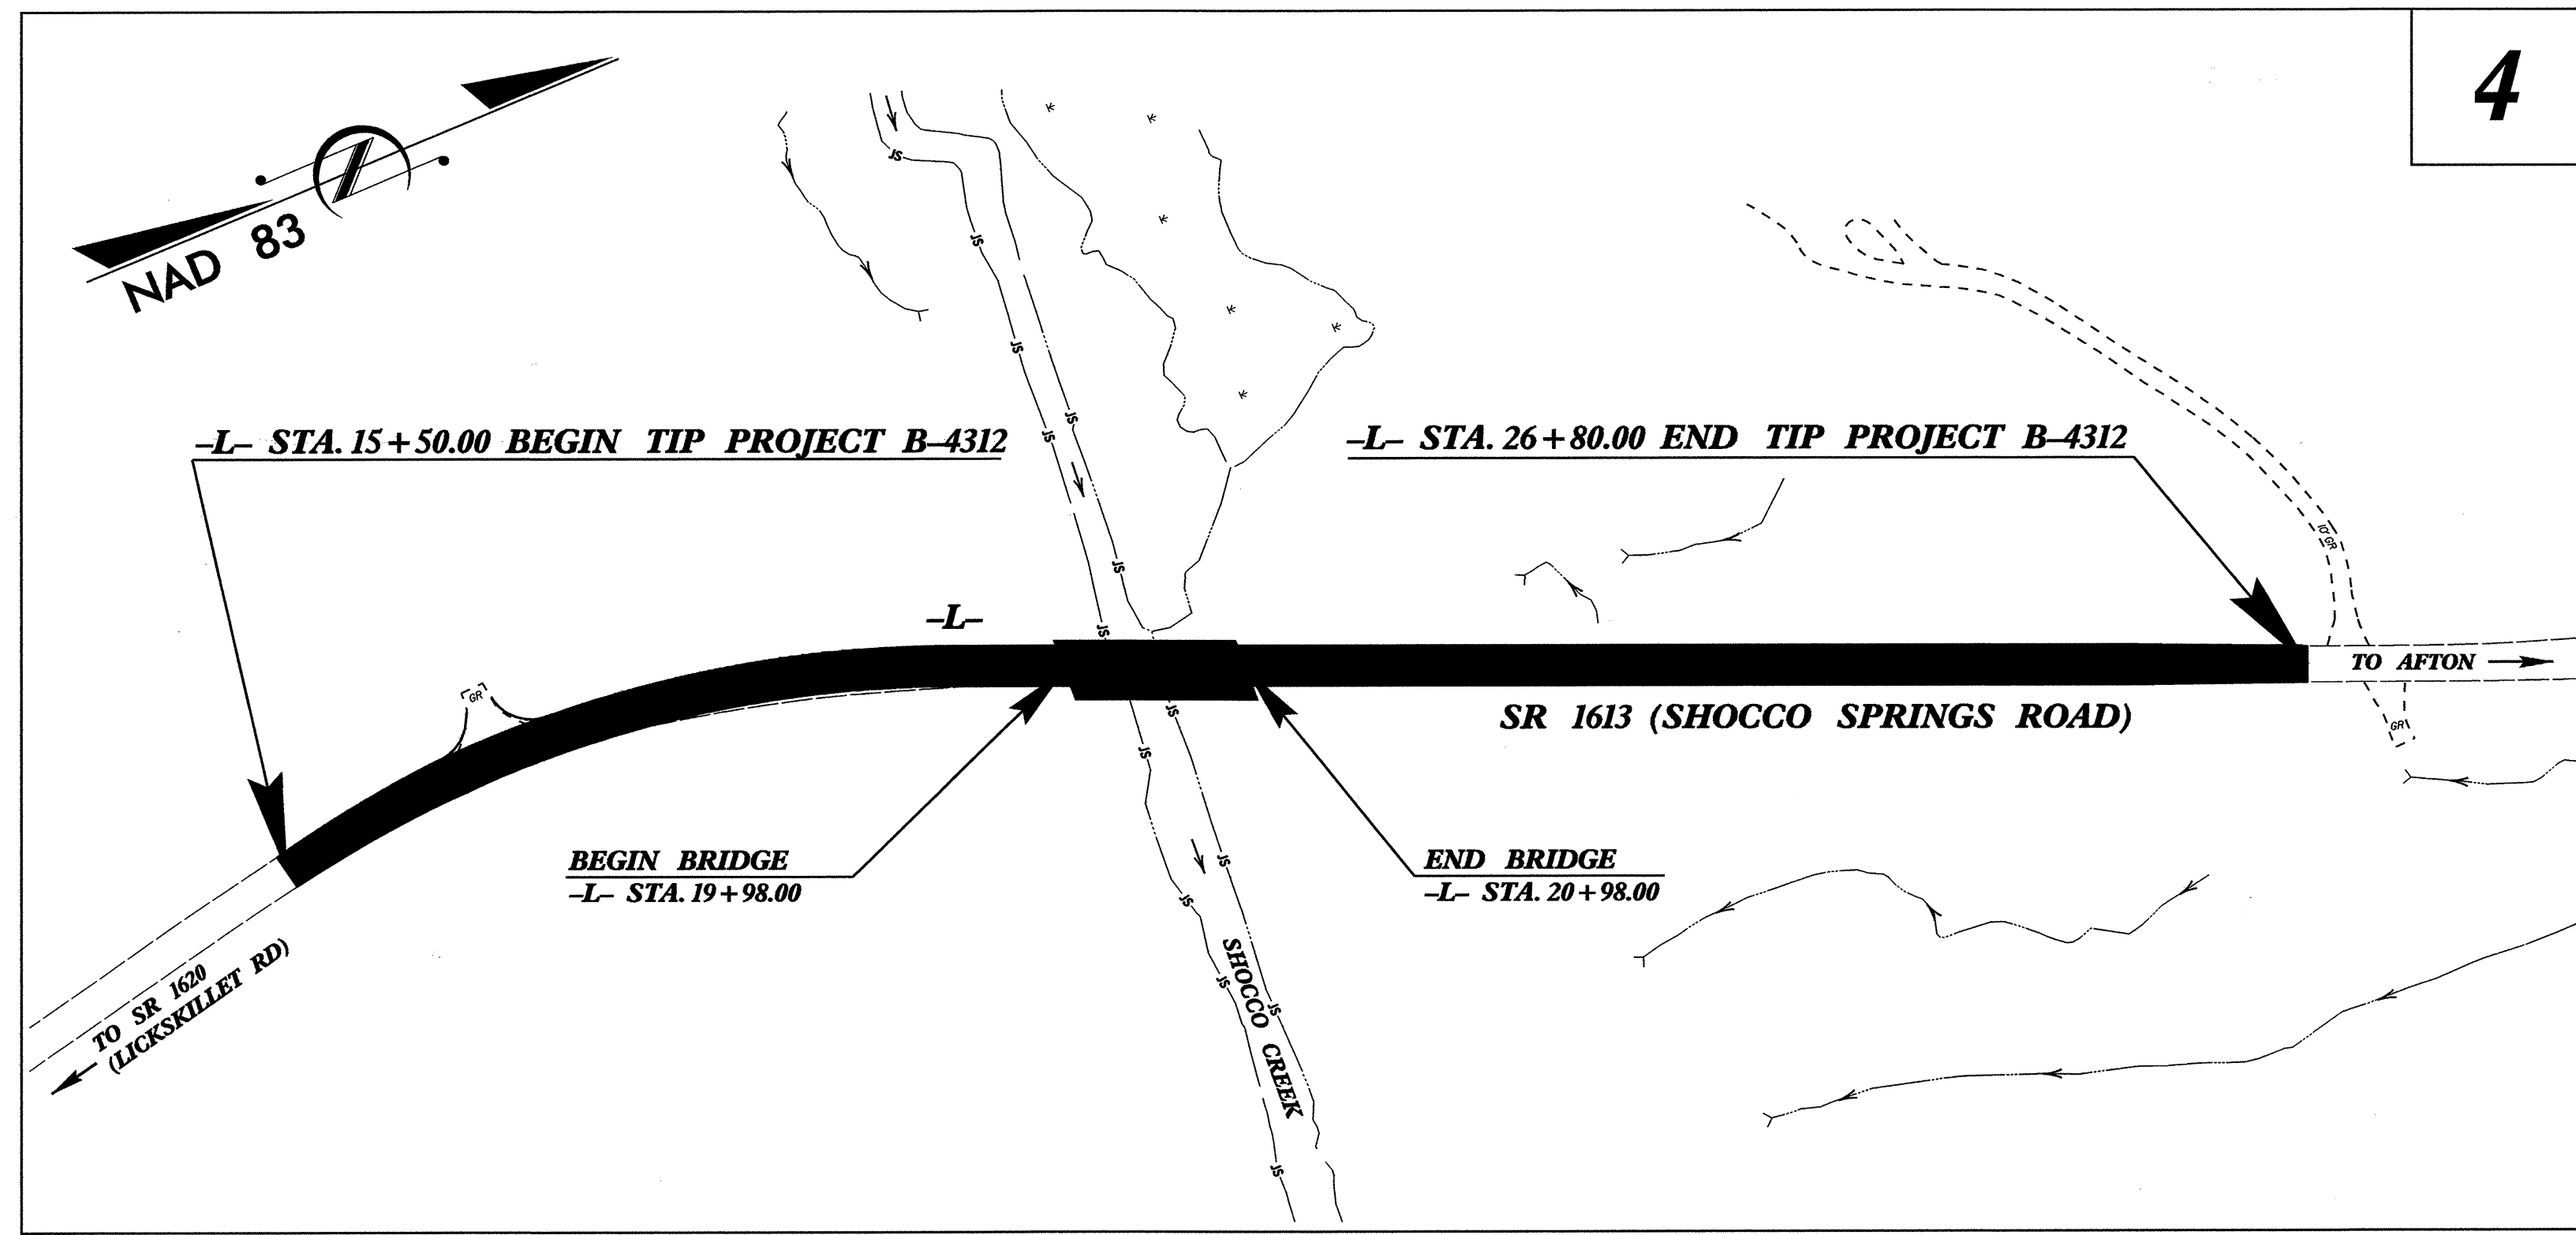 4
NAD 83
-L- STA. 15+50.00 BEGIN TIP PROJECT B-4312
-L- STA. 26+80.00 END TIP PROJECT B-4312
JS
JS
JS
JS
JS
JS
JS
10' GR
-L-
TO AFTON
GR
SR 1613 (SHOCCO SPRINGS ROAD)
GR
JS
JS
BEGIN BRIDGE
-L- STA. 19+98.00
END BRIDGE
-L- STA. 20+98.00
JS
JS
JS
JS
JS
SHOCCO CREEK
TO SR 1620
(LICKSKILLET RD)